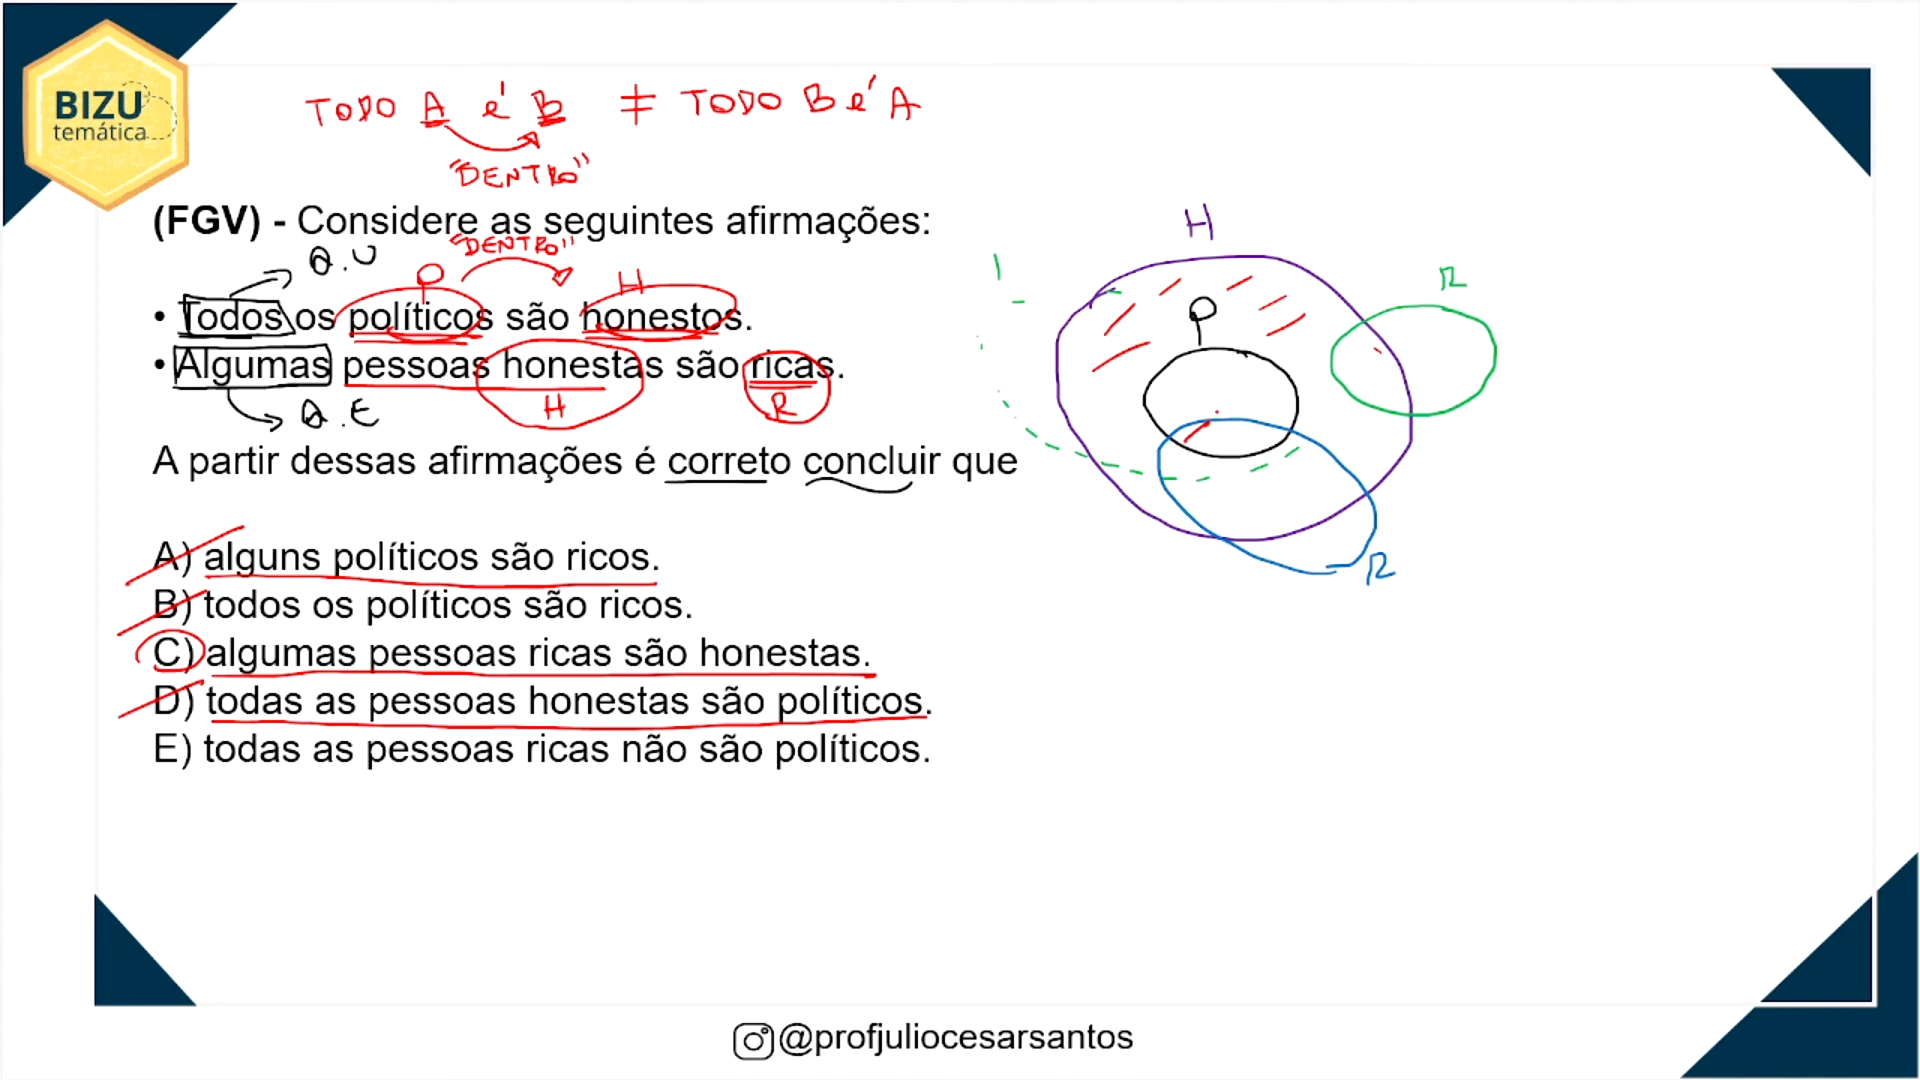 BIZU
temática
TODO A é B ≠ TODO B é A
"DENTRO"
(FGV) - Considere as seguintes afirmações:
Q.U
"DENTRO"
P
H
• Todos os políticos são honestos.
• Algumas pessoas honestas são ricas.
Q.E
H
R
A partir dessas afirmações é correto concluir que
A) alguns políticos são ricos.
B) todos os políticos são ricos.
C) algumas pessoas ricas são honestas.
D) todas as pessoas honestas são políticos.
E) todas as pessoas ricas não são políticos.
H
R
P
R
@profjuliocesarsantos